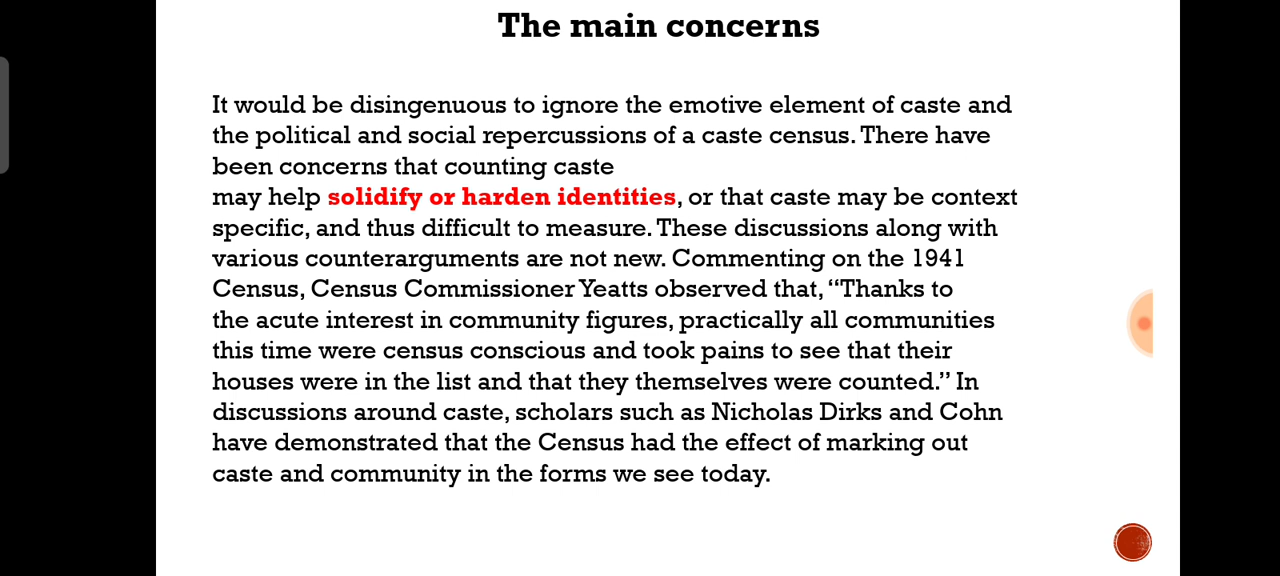 The main concerns
It would be disingenuous to ignore the emotive element of caste and
the political and social repercussions of a caste census. There have
been concerns that counting caste
may help solidify or harden identities, or that caste may be context
specific, and thus difficult to measure. These discussions along with
various counterarguments are not new. Commenting on the 1941
Census, Census Commissioner Yeatts observed that, “Thanks to
the acute interest in community figures, practically all communities
this time were census conscious and took pains to see that their
houses were in the list and that they themselves were counted.” In
discussions around caste, scholars such as Nicholas Dirks and Cohn
have demonstrated that the Census had the effect of marking out
caste and community in the forms we see today.